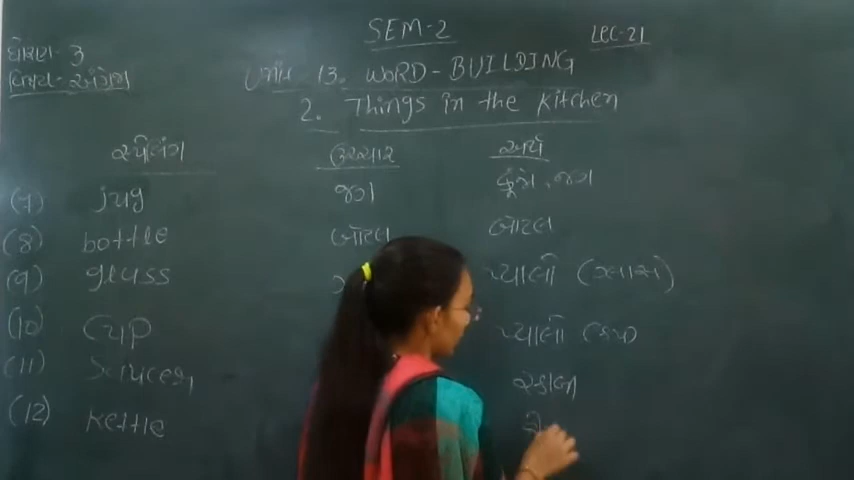 SEM-2
LEC-21
ધોરણ- 3
વિષય- અંગ્રેજી
પાઠ 13. WORD-BUILDING
2. Things in the kitchen
સ્પેલિંગ ઉચ્ચાર અર્થ
(7) jug જગ કૂંજો, જગ
(8) bottle બૉટલ બોટલ
(9) glass પ્યાલો (ગ્લાસ)
(10) Cup પ્યાલો (કપ)
(11) Saucer રકાબી
(12) Kettle